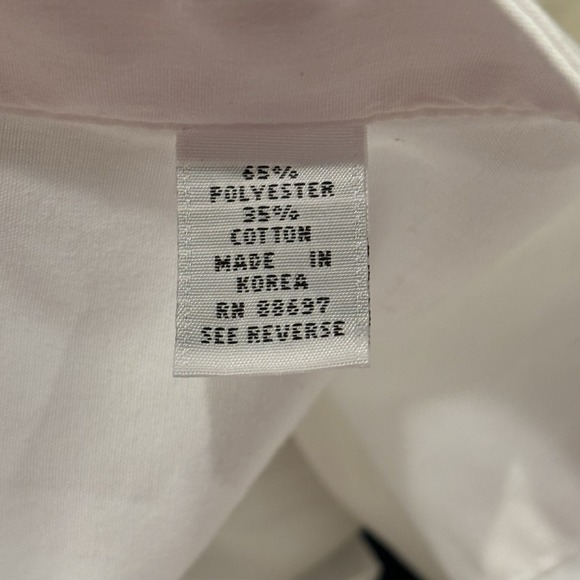 65%
POLYESTER
35%
COTTON
MADE IN
KOREA
RN 88697
SEE REVERSE